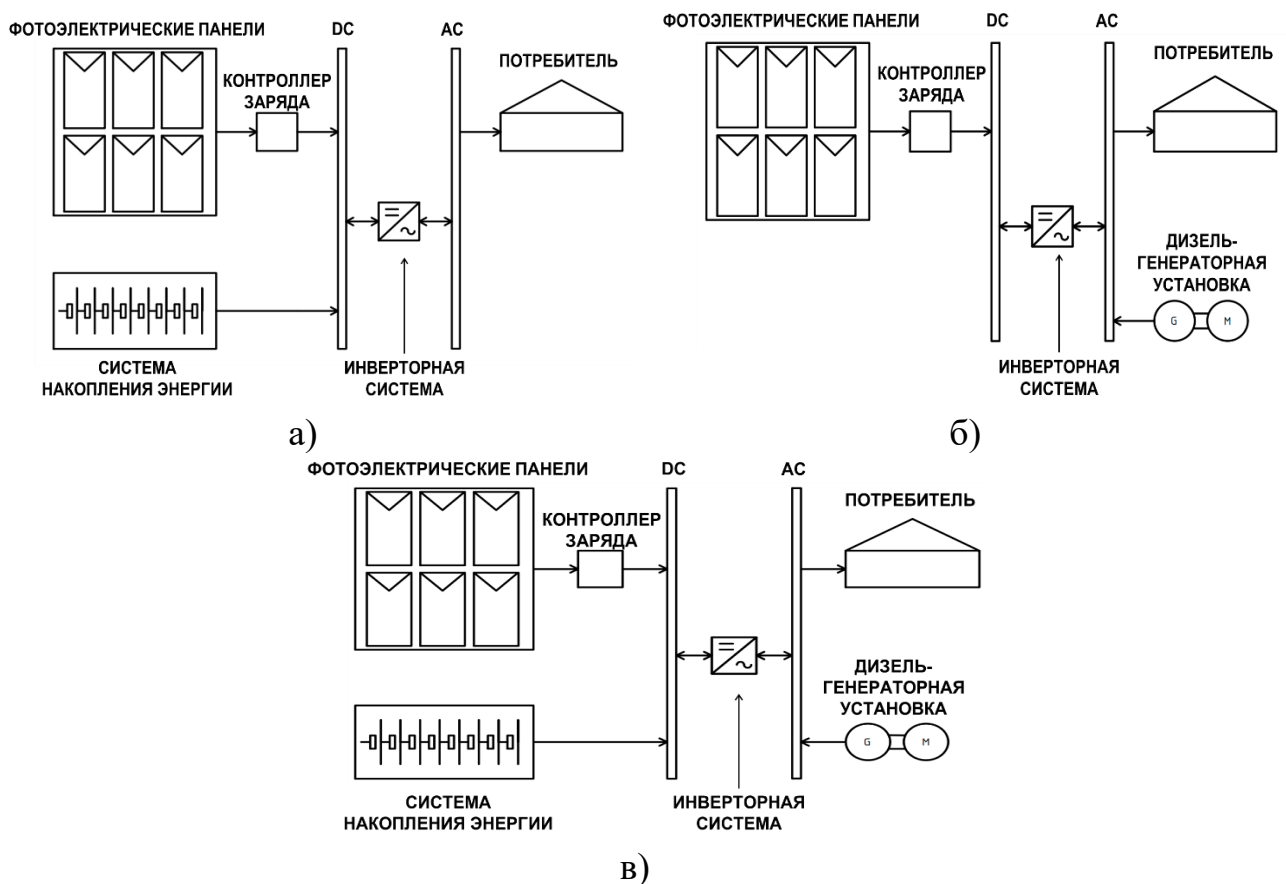 ФОТОЭЛЕКТРИЧЕСКИЕ ПАНЕЛИ
DC
AC
КОНТРОЛЛЕР
ЗАРЯДА
ПОТРЕБИТЕЛЬ
СИСТЕМА
НАКОПЛЕНИЯ ЭНЕРГИИ
ИНВЕРТОРНАЯ
СИСТЕМА
а)
ФОТОЭЛЕКТРИЧЕСКИЕ ПАНЕЛИ
DC
AC
КОНТРОЛЛЕР
ЗАРЯДА
ПОТРЕБИТЕЛЬ
ДИЗЕЛЬ-
ГЕНЕРАТОРНАЯ
УСТАНОВКА
G
M
ИНВЕРТОРНАЯ
СИСТЕМА
б)
ФОТОЭЛЕКТРИЧЕСКИЕ ПАНЕЛИ
DC
AC
КОНТРОЛЛЕР
ЗАРЯДА
ПОТРЕБИТЕЛЬ
ДИЗЕЛЬ-
ГЕНЕРАТОРНАЯ
УСТАНОВКА
G
M
СИСТЕМА
НАКОПЛЕНИЯ ЭНЕРГИИ
ИНВЕРТОРНАЯ
СИСТЕМА
в)